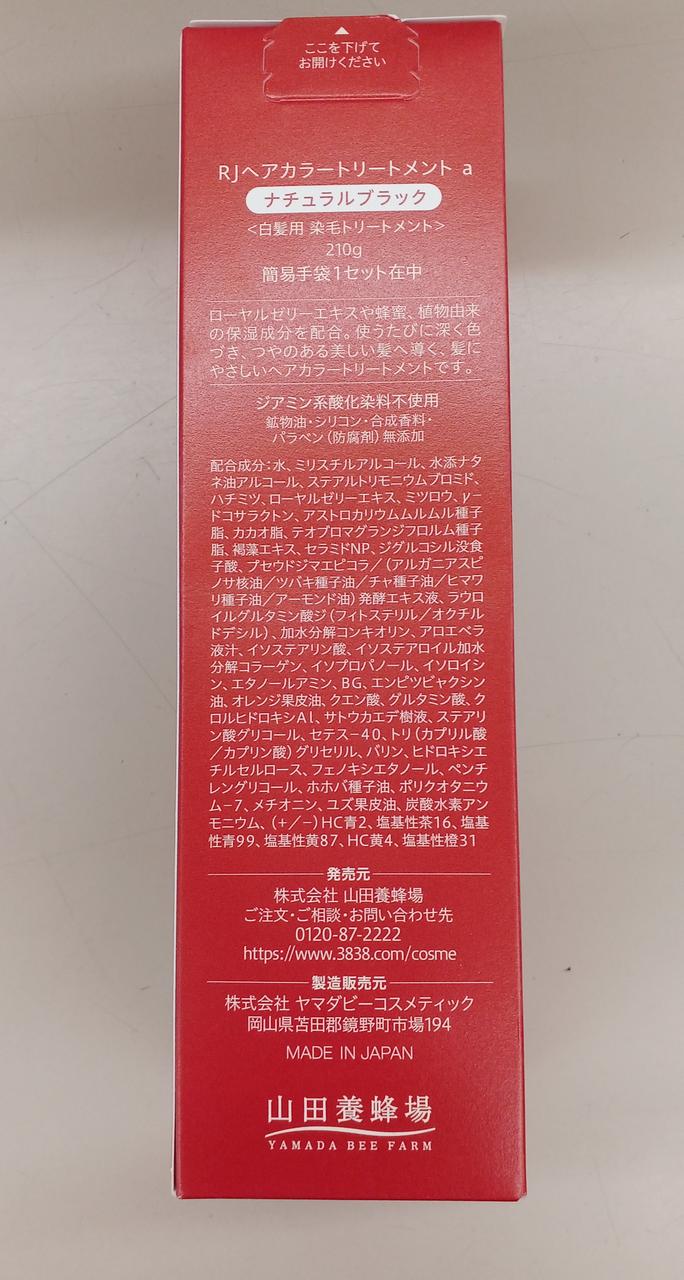 ここを下げて
お開けください
RJヘアカラートリートメント a
ナチュラルブラック
<白髪用 染毛トリートメント>
210g
簡易手袋1セット在中
ローヤルゼリーエキスや蜂蜜、植物由来
の保湿成分を配合。使うたびに深く色
づき、つやのある美しい髪へ導く、髪に
やさしいヘアカラートリートメントです。
ジアミン系酸化染料不使用
鉱物油・シリコン・合成香料・
パラベン(防腐剤)無添加
配合成分:水、ミリスチルアルコール、水添ナタ
ネ油アルコール、ステアルトリモニウムブロミド、
ハチミツ、ローヤルゼリーエキス、ミツロウ、γ-
ドコサラクトン、アストロカリウムムルムル種子
脂、カカオ脂、テオブロマグランジフロルム種子
脂、褐藻エキス、セラミドNP、ジグルコシル没食
子酸、プセウドジマエピコラ/(アルガニアスピ
ノサ核油/ツバキ種子油/チャ種子油/ヒマワ
リ種子油/アーモンド油)発酵エキス液、ラウロ
イルグルタミン酸ジ(フィトステリル/オクチル
ドデシル)、加水分解コンキオリン、アロエベラ
液汁、イソステアリン酸、イソステアロイル加水
分解コラーゲン、イソプロパノール、イソロイシ
ン、エタノールアミン、BG、エンピツビャクシン
油、オレンジ果皮油、クエン酸、グルタミン酸、ク
ロルヒドロキシAl、サトウカエデ樹液、ステアリ
ン酸グリコール、セテス-40、トリ(カプリル酸
/カプリン酸)グリセリル、バリン、ヒドロキシエ
チルセルロース、フェノキシエタノール、ペンチ
レングリコール、ホホバ種子油、ポリクオタニウ
ム-7、メチオニン、ユズ果皮油、炭酸水素アン
モニウム、(+/-)HC青2、塩基性茶16、塩基
性青99、塩基性黄87、HC黄4、塩基性橙31
発売元
株式会社 山田養蜂場
ご注文・ご相談・お問い合わせ先
0120-87-2222
https://www.3838.com/cosme
製造販売元
株式会社 ヤマダビーコスメティック
岡山県苫田郡鏡野町市場194
MADE IN JAPAN
山田養蜂場
YAMADA BEE FARM